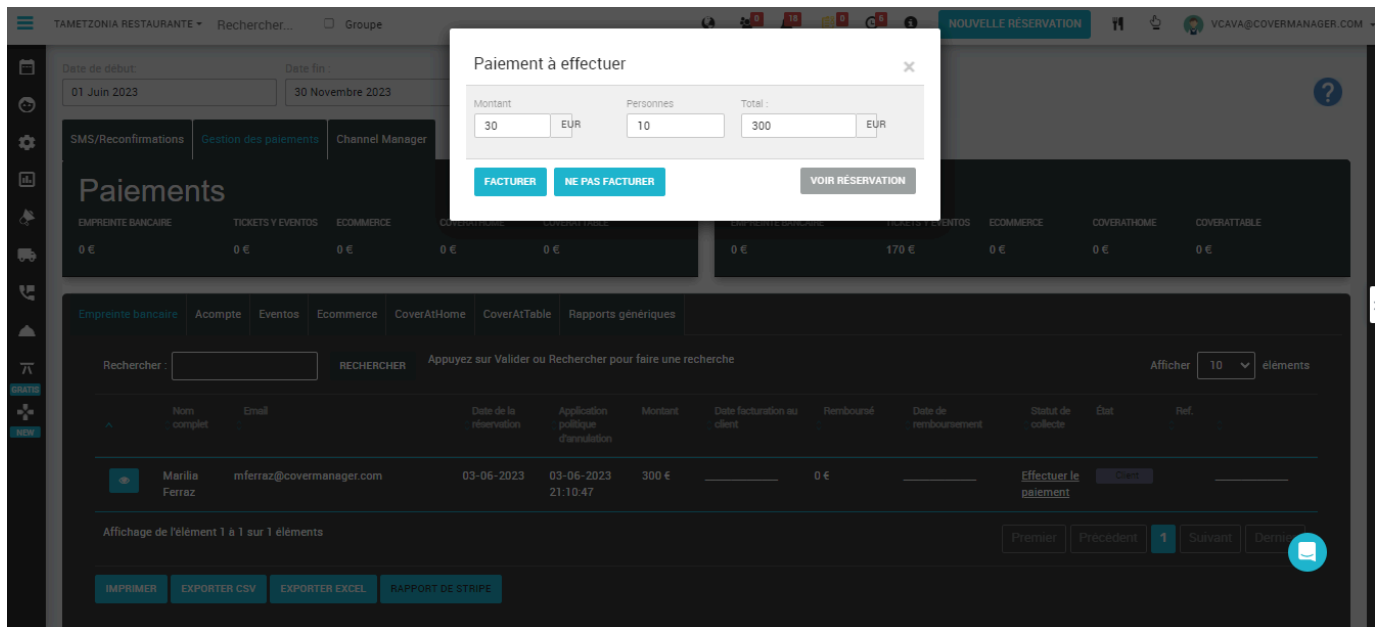 TAMETZONIA RESTAURANTE
Rechercher...
Groupe
0
18
0
6
NOUVELLE RÉSERVATION
VCAVA@COVERMANAGER.COM
Date de début:
Date fin :
01 Juin 2023
30 Novembre 2023
?
Paiement à effectuer
×
Montant
Personnes
Total :
30
EUR
10
300
EUR
FACTURER
NE PAS FACTURER
VOIR RÉSERVATION
SMS/Reconfirmations
Gestion des paiements
Channel Manager
Paiements
EMPREINTE BANCAIRE
TICKETS Y EVENTOS
ECOMMERCE
COVERATHOME
COVERATTABLE
0 €
0 €
0 €
0 €
0 €
EMPREINTE BANCAIRE
TICKETS Y EVENTOS
ECOMMERCE
COVERATHOME
COVERATTABLE
0 €
170 €
0 €
0 €
0 €
GRATIS
NEW
Empreinte bancaire
Acompte
Eventos
Ecommerce
CoverAtHome
CoverAtTable
Rapports génériques
Rechercher :
RECHERCHER
Appuyez sur Valider ou Rechercher pour faire une recherche
Afficher
10
éléments
Nom complet
Email
Date de la réservation
Application politique d'annulation
Montant
Date facturation au client
Remboursé
Date de remboursement
Statut de collecte
État
Ref.
Marilia Ferraz
mferraz@covermanager.com
03-06-2023
03-06-2023 21:10:47
300 €
0 €
Effectuer le paiement
Client
Affichage de l'élément 1 à 1 sur 1 éléments
Premier
Précédent
1
Suivant
IMPRIMER
EXPORTER CSV
EXPORTER EXCEL
RAPPORT DE STRIPE